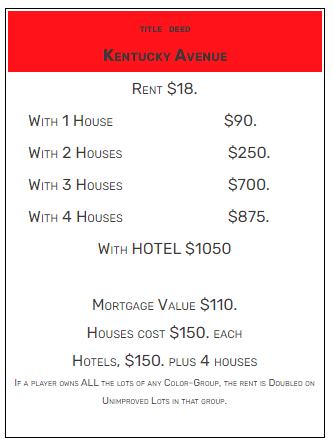 TITLE DEED
KENTUCKY AVENUE
RENT $18.
WITH 1 HOUSE $90.
WITH 2 HOUSES $250.
WITH 3 HOUSES $700.
WITH 4 HOUSES $875.
WITH HOTEL $1050
MORTGAGE VALUE $110.
HOUSES COST $150. EACH
HOTELS, $150. PLUS 4 HOUSES
IF A PLAYER OWNS ALL THE LOTS OF ANY COLOR-GROUP, THE RENT IS DOUBLED ON
UNIMPROVED LOTS IN THAT GROUP.